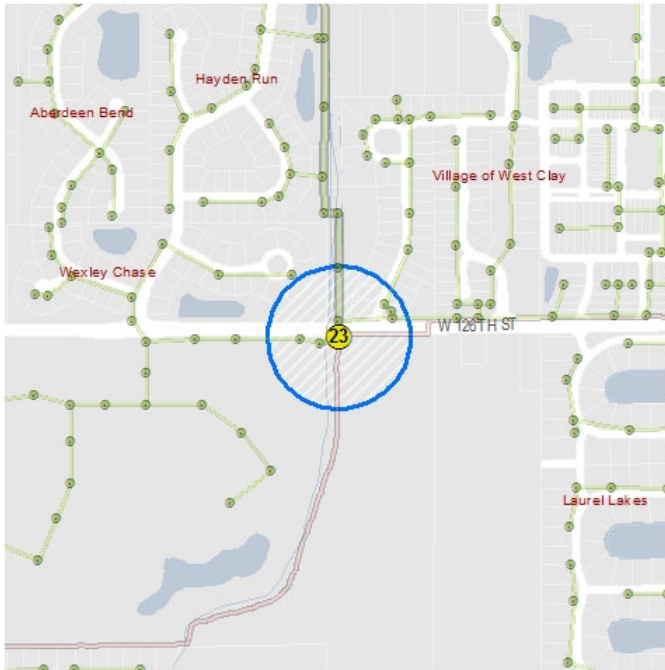 Hayden Run
Aberdeen Bend
Village of West Clay
Wexley Chase
W 126TH ST
23
Laurel Lakes